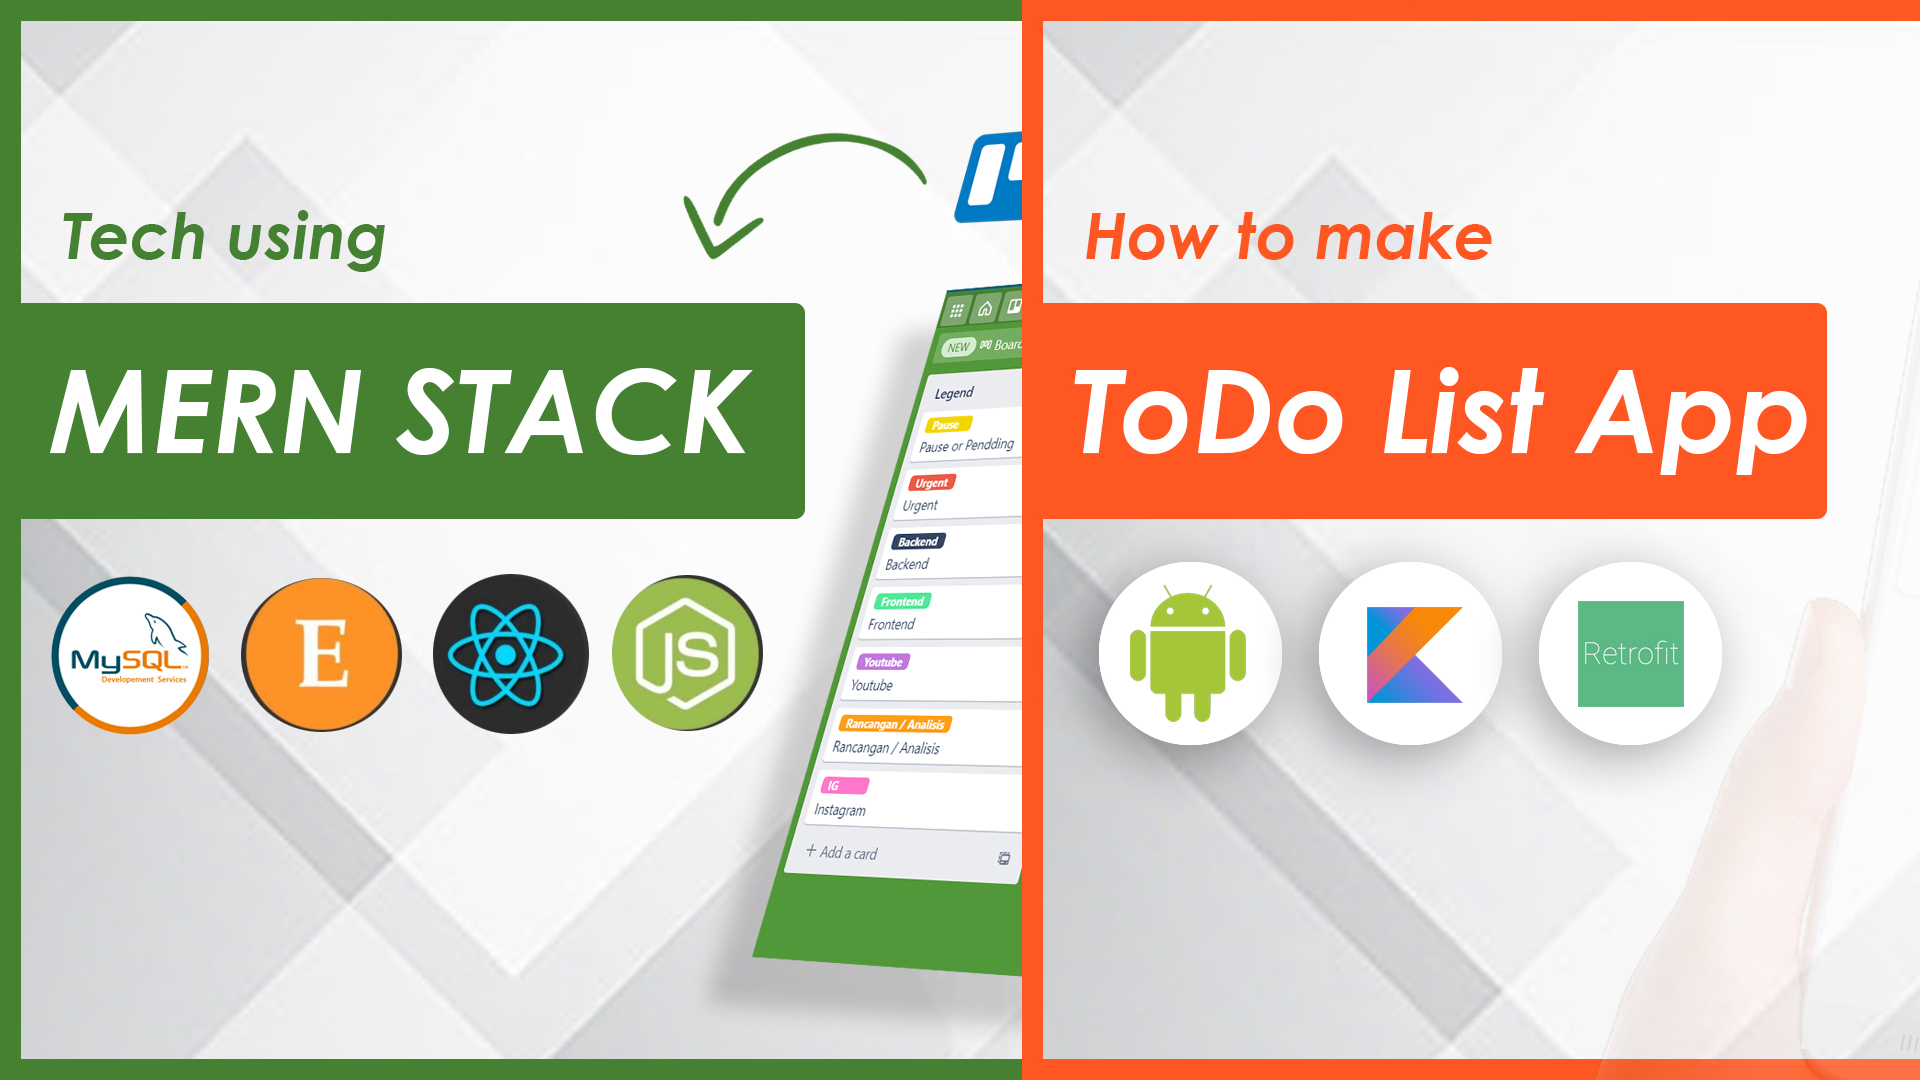 Tech using
MERN STACK
MySQL
Developement Services
E
JS
NEW Board
Legend
Pause
Pause or Pendding
Urgent
Urgent
Backend
Backend
Frontend
Frontend
Youtube
Youtube
Rancangan / Analisis
Rancangan / Analisis
IG
Instagram
+ Add a card
How to make
ToDo List App
Retrofit